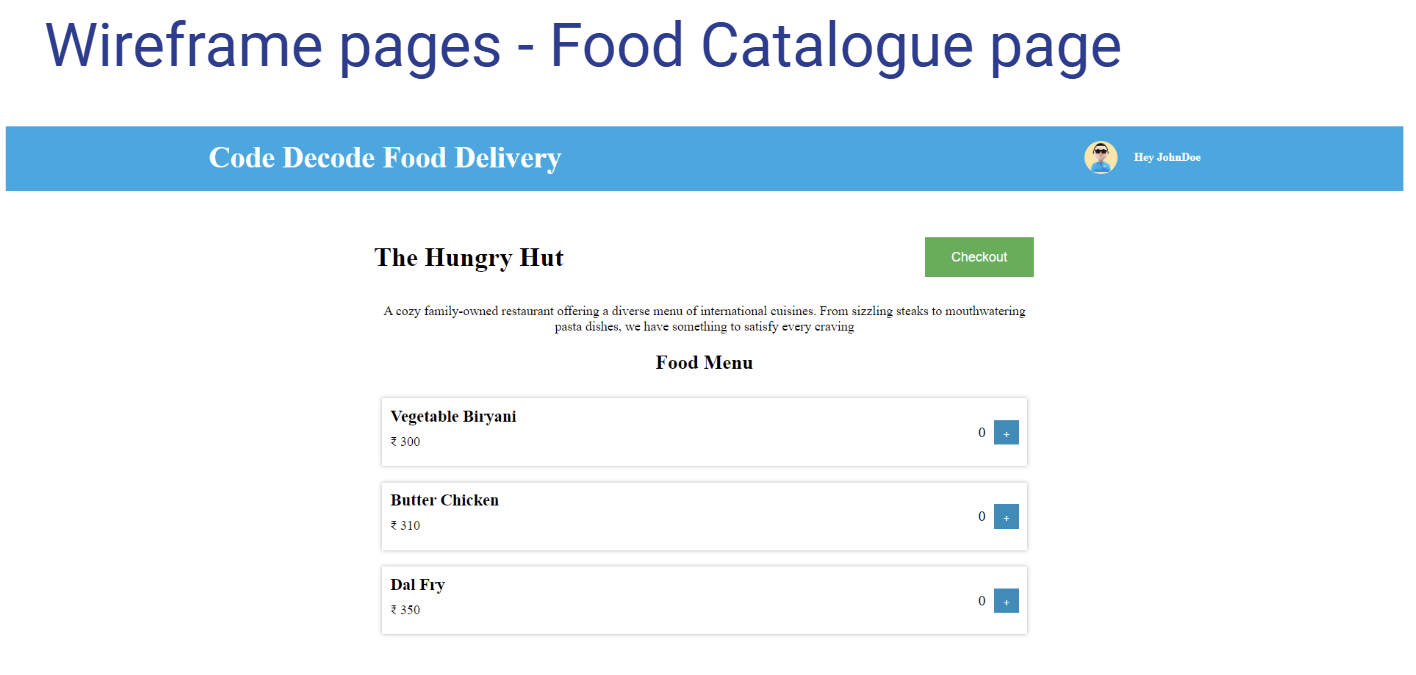 Wireframe pages - Food Catalogue page
Code Decode Food Delivery
Hey JohnDoe
The Hungry Hut
Checkout
A cozy family-owned restaurant offering a diverse menu of international cuisines. From sizzling steaks to mouthwatering
pasta dishes, we have something to satisfy every craving
Food Menu
Vegetable Biryani
₹ 300
0 +
Butter Chicken
₹ 310
0 +
Dal Fry
₹ 350
0 +